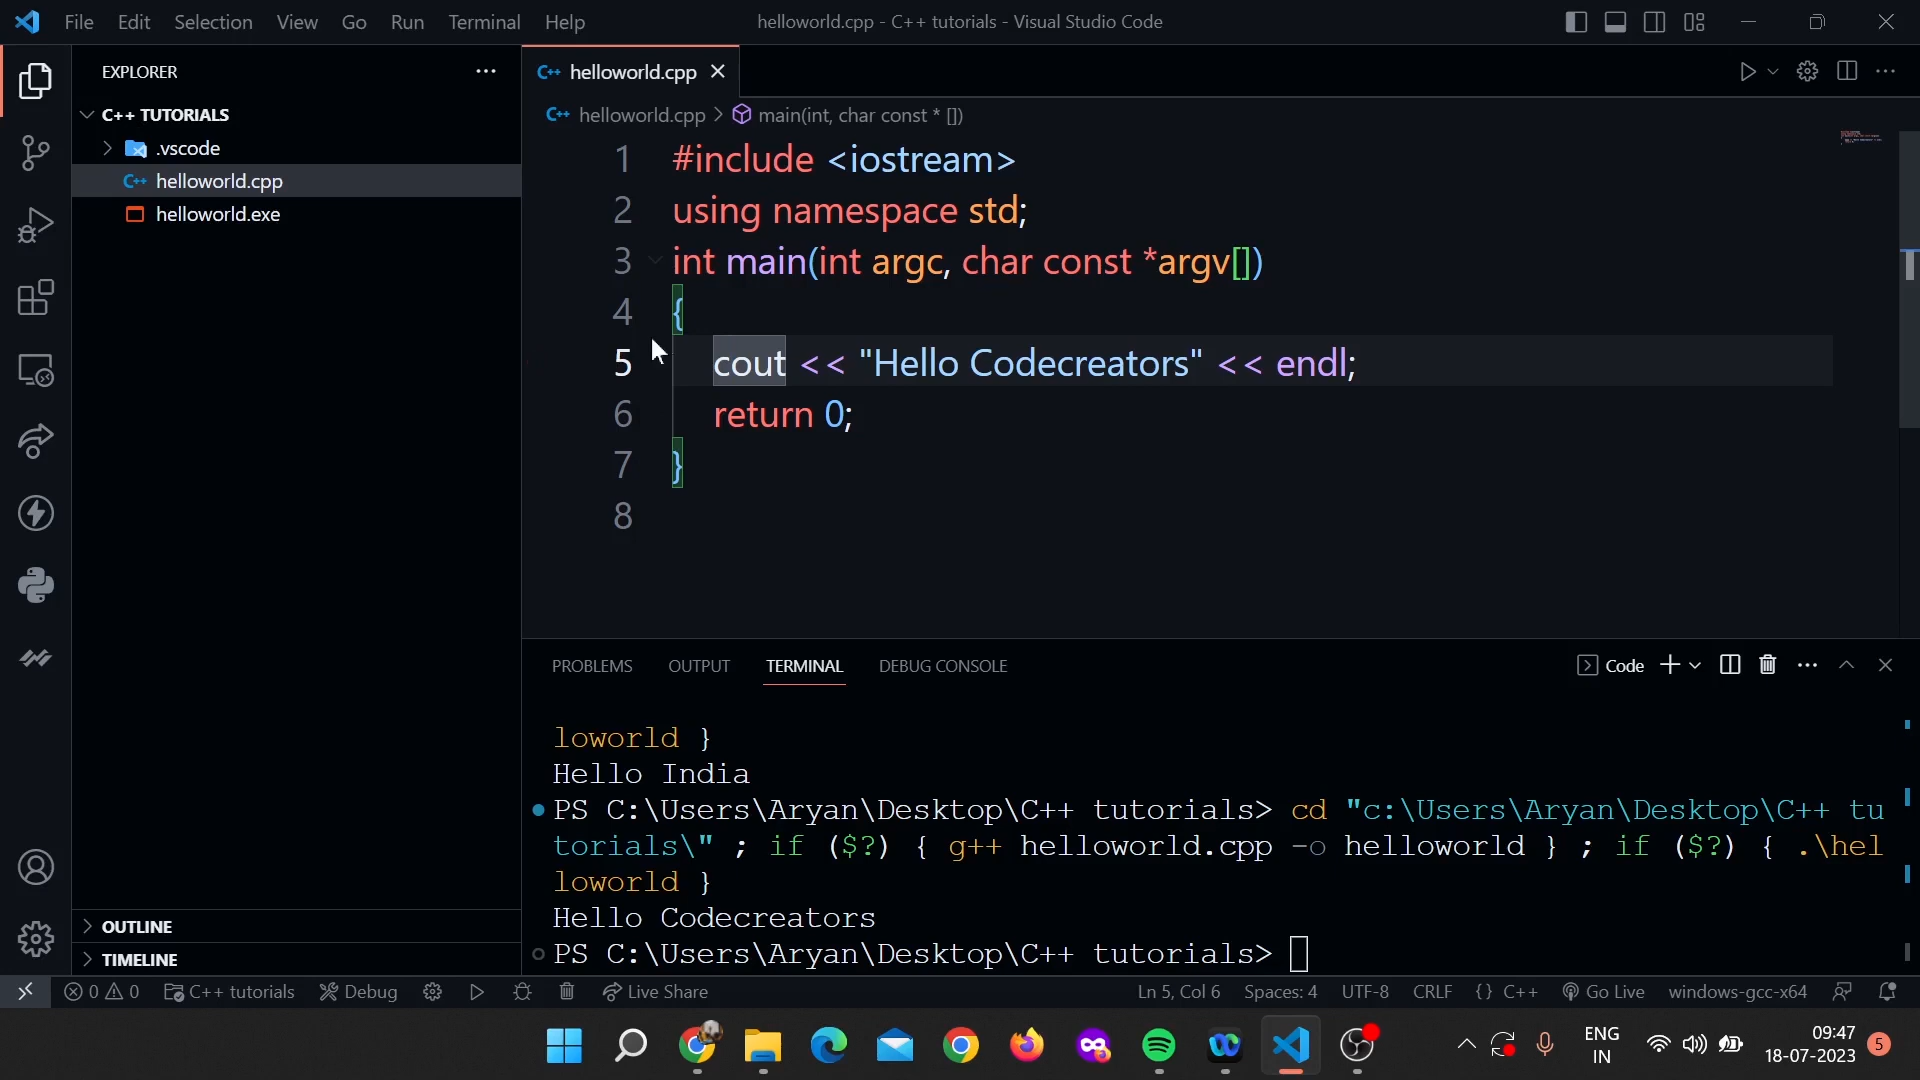 File Edit Selection View Go Run Terminal Help
helloworld.cpp - C++ tutorials - Visual Studio Code
EXPLORER
C++ TUTORIALS
.vscode
helloworld.cpp
helloworld.exe
OUTLINE
TIMELINE
C++ helloworld.cpp
C++ helloworld.cpp > main(int, char const * [])
1 #include <iostream>
2 using namespace std;
3 int main(int argc, char const *argv[])
4 {
5 cout << "Hello Codecreators" << endl;
6 return 0;
7 }
8
PROBLEMS OUTPUT TERMINAL DEBUG CONSOLE
Code
loworld }
Hello India
PS C:\Users\Aryan\Desktop\C++ tutorials> cd "c:\Users\Aryan\Desktop\C++ tu
torials\" ; if ($?) { g++ helloworld.cpp -o helloworld } ; if ($?) { .\hel
loworld }
Hello Codecreators
PS C:\Users\Aryan\Desktop\C++ tutorials>
0 0 C++ tutorials Debug Live Share Ln 5, Col 6 Spaces: 4 UTF-8 CRLF {} C++ Go Live windows-gcc-x64
ENG
IN
09:47
18-07-2023
5